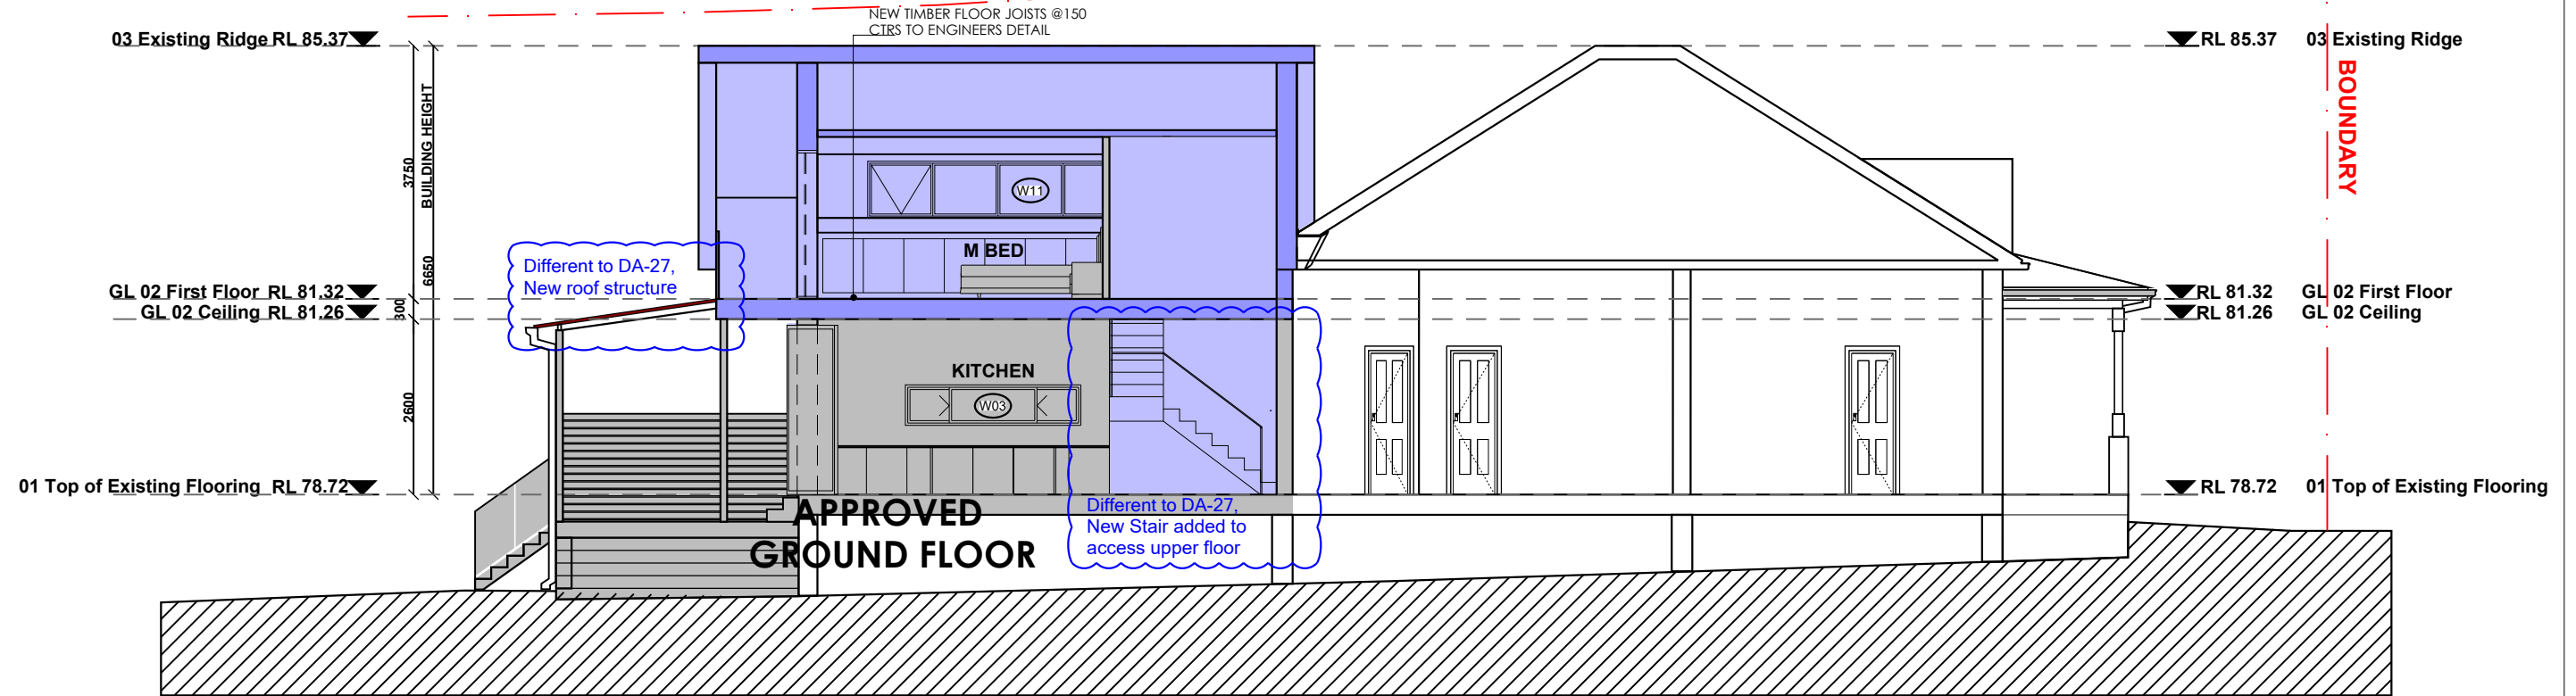 NEW TIMBER FLOOR JOISTS @150
CTRS TO ENGINEERS DETAIL
03 Existing Ridge RL 85.37
RL 85.37 03 Existing Ridge
BOUNDARY
BUILDING HEIGHT
3750
6650
300
2600
W11
M BED
Different to DA-27,
New roof structure
GL 02 First Floor RL 81.32
GL 02 Ceiling RL 81.26
RL 81.32 GL 02 First Floor
RL 81.26 GL 02 Ceiling
KITCHEN
W03
01 Top of Existing Flooring RL 78.72
RL 78.72 01 Top of Existing Flooring
APPROVED
GROUND FLOOR
Different to DA-27,
New Stair added to
access upper floor